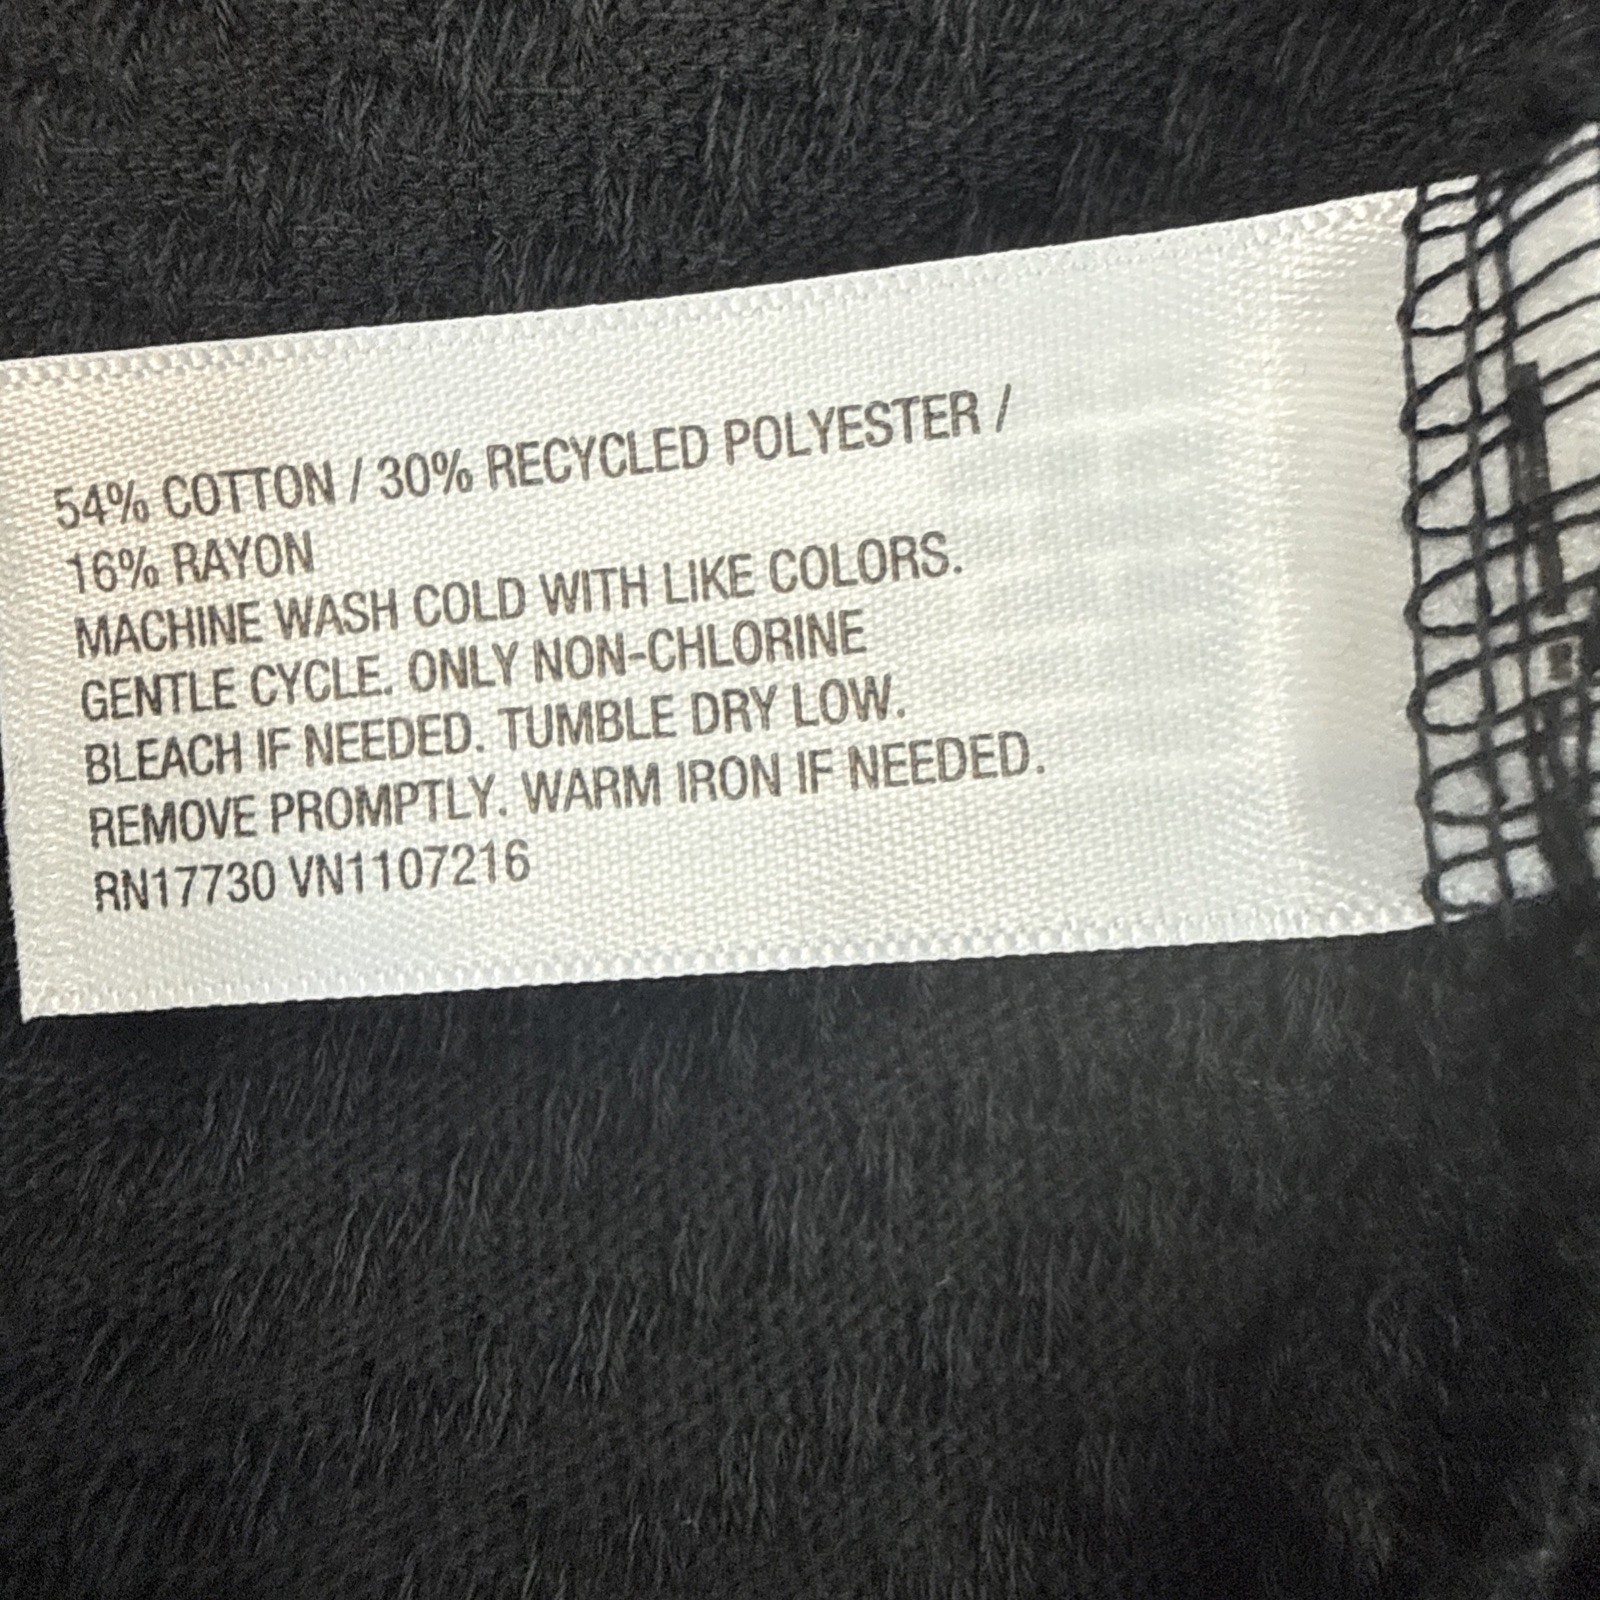 54% COTTON / 30% RECYCLED POLYESTER /
16% RAYON
MACHINE WASH COLD WITH LIKE COLORS.
GENTLE CYCLE. ONLY NON-CHLORINE
BLEACH IF NEEDED. TUMBLE DRY LOW.
REMOVE PROMPTLY. WARM IRON IF NEEDED.
RN17730 VN1107216